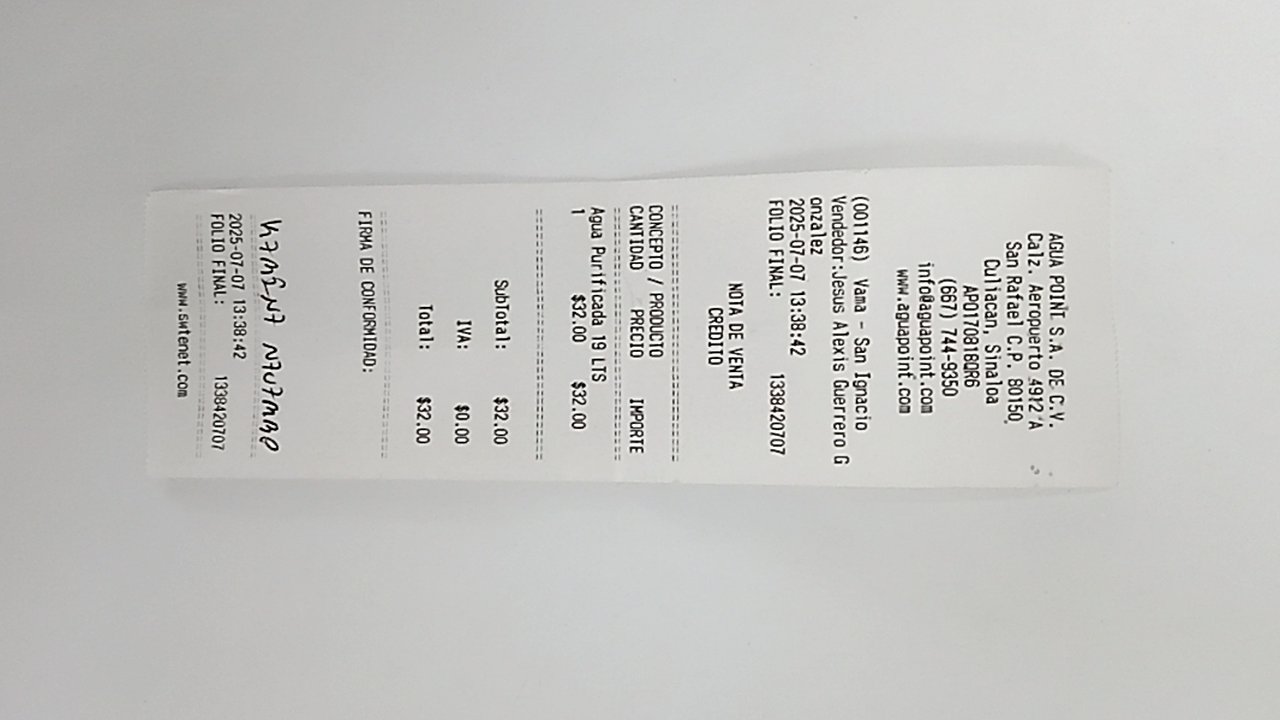 AGUA POINT S.A. DE C.V.
Calz. Aeropuerto 4912 A
San Rafael C.P. 80150,
Culiacan, Sinaloa
APO170818QR6
(667) 744-9350
info@aguapoint.com
www.aguapoint.com
(001146) Vama - San Ignacio
Vendedor:Jesus Alexis Guerrero G
onzalez
2025-07-07 13:38:42
FOLIO FINAL: 1338420707
NOTA DE VENTA
CREDITO
================================
CONCEPTO / PRODUCTO
CANTIDAD PRECIO IMPORTE
================================
Agua Purificada 19 LTS
1 $32.00 $32.00
================================
SubTotal: $32.00
IVA: $0.00
Total: $32.00
================================
FIRMA DE CONFORMIDAD:
================================
2025-07-07 13:38:42
FOLIO FINAL: 1338420707
================================
www.swtenet.com